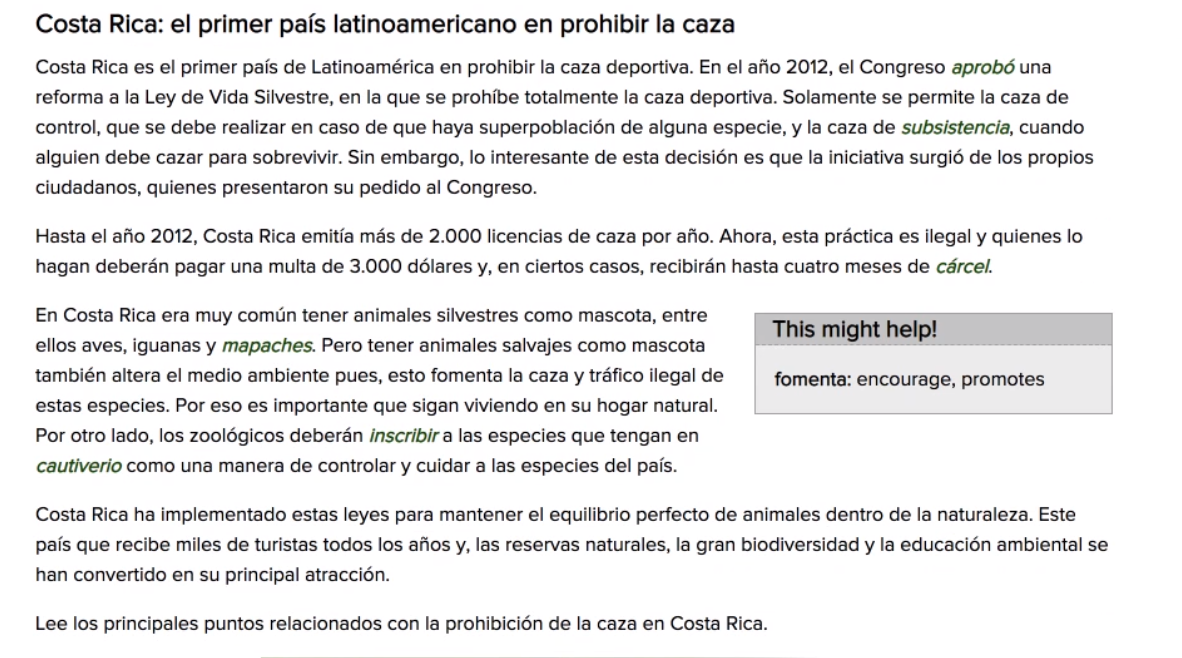 Costa Rica: el primer país latinoamericano en prohibir la caza
Costa Rica es el primer país de Latinoamérica en prohibir la caza deportiva. En el año 2012, el Congreso aprobó una
reforma a la Ley de Vida Silvestre, en la que se prohíbe totalmente la caza deportiva. Solamente se permite la caza de
control, que se debe realizar en caso de que haya superpoblación de alguna especie, y la caza de subsistencia, cuando
alguien debe cazar para sobrevivir. Sin embargo, lo interesante de esta decisión es que la iniciativa surgió de los propios
ciudadanos, quienes presentaron su pedido al Congreso.
Hasta el año 2012, Costa Rica emitía más de 2.000 licencias de caza por año. Ahora, esta práctica es ilegal y quienes lo
hagan deberán pagar una multa de 3.000 dólares y, en ciertos casos, recibirán hasta cuatro meses de cárcel.
En Costa Rica era muy común tener animales silvestres como mascota, entre
ellos aves, iguanas y mapaches. Pero tener animales salvajes como mascota
también altera el medio ambiente pues, esto fomenta la caza y tráfico ilegal de
estas especies. Por eso es importante que sigan viviendo en su hogar natural.
Por otro lado, los zoológicos deberán inscribir a las especies que tengan en
cautiverio como una manera de controlar y cuidar a las especies del país.
This might help!
fomenta: encourage, promotes
Costa Rica ha implementado estas leyes para mantener el equilibrio perfecto de animales dentro de la naturaleza. Este
país que recibe miles de turistas todos los años y, las reservas naturales, la gran biodiversidad y la educación ambiental se
han convertido en su principal atracción.
Lee los principales puntos relacionados con la prohibición de la caza en Costa Rica.